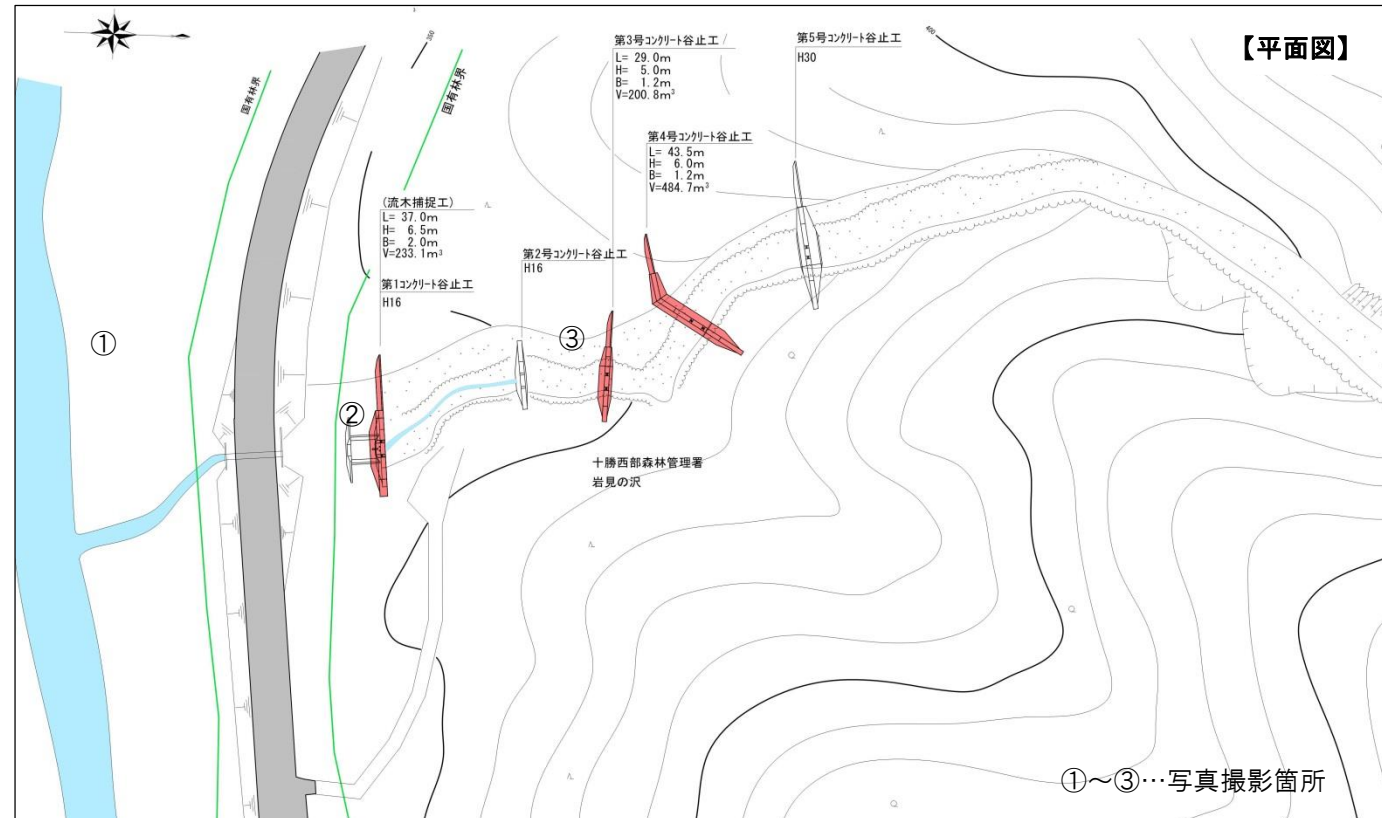 【平面図】
国有林界
350
国有林界
第3号コンクリート谷止工
L= 29.0m
H= 5.0m
B= 1.2m
V=200.8m³
第5号コンクリート谷止工
H30
400
第4号コンクリート谷止工
L= 43.5m
H= 6.0m
B= 1.2m
V=484.7m³
(流木捕捉工)
L= 37.0m
H= 6.5m
B= 2.0m
V=233.1m³
第1コンクリート谷止工
H16
第2号コンクリート谷止工
H16
①
③
②
十勝西部森林管理署
岩見の沢
①~③…写真撮影箇所